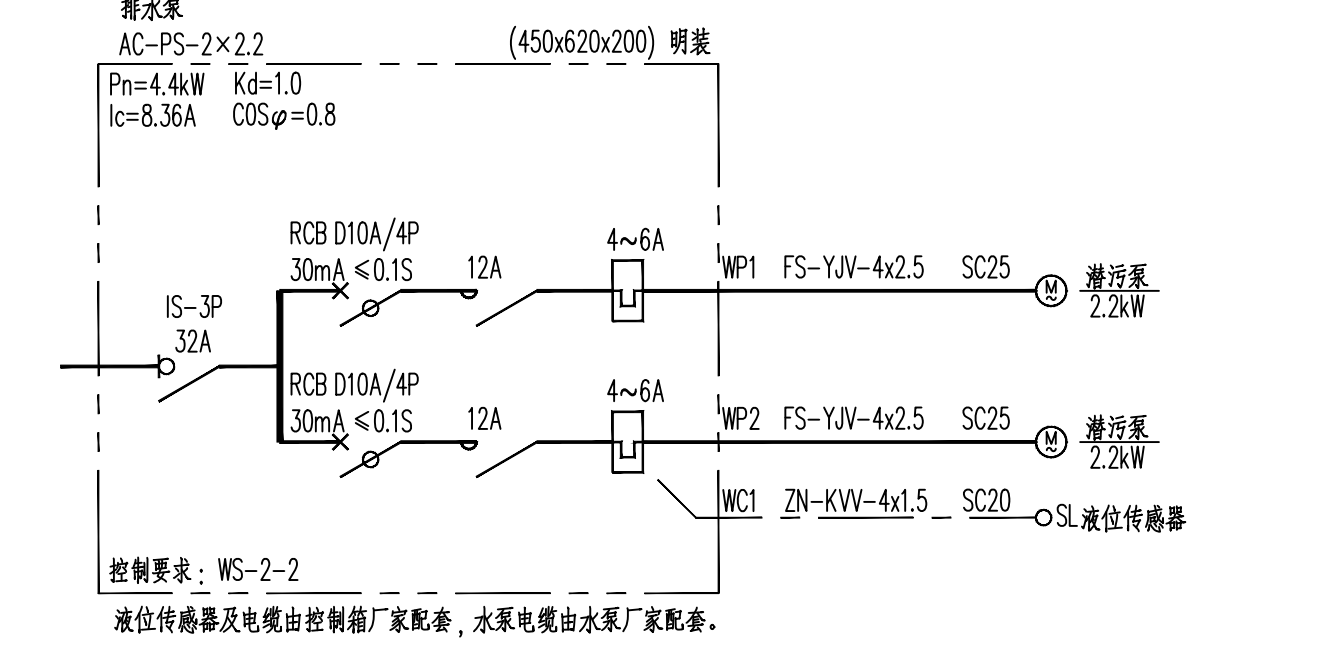 排水泵
AC-PS-2×2.2
(450x620x200) 明装
Pn=4.4kW Kd=1.0
Ic=8.36A COSφ=0.8
RCB D10A/4P
30mA ≤0.1S
12A
4~6A
WP1 FS-YJV-4x2.5 SC25
M
~
潜污泵
2.2kW
IS-3P
32A
RCB D10A/4P
30mA ≤0.1S
12A
4~6A
WP2 FS-YJV-4x2.5 SC25
M
~
潜污泵
2.2kW
WC1 ZN-KVV-4x1.5 SC20
SL液位传感器
控制要求：WS-2-2
液位传感器及电缆由控制箱厂家配套，水泵电缆由水泵厂家配套。